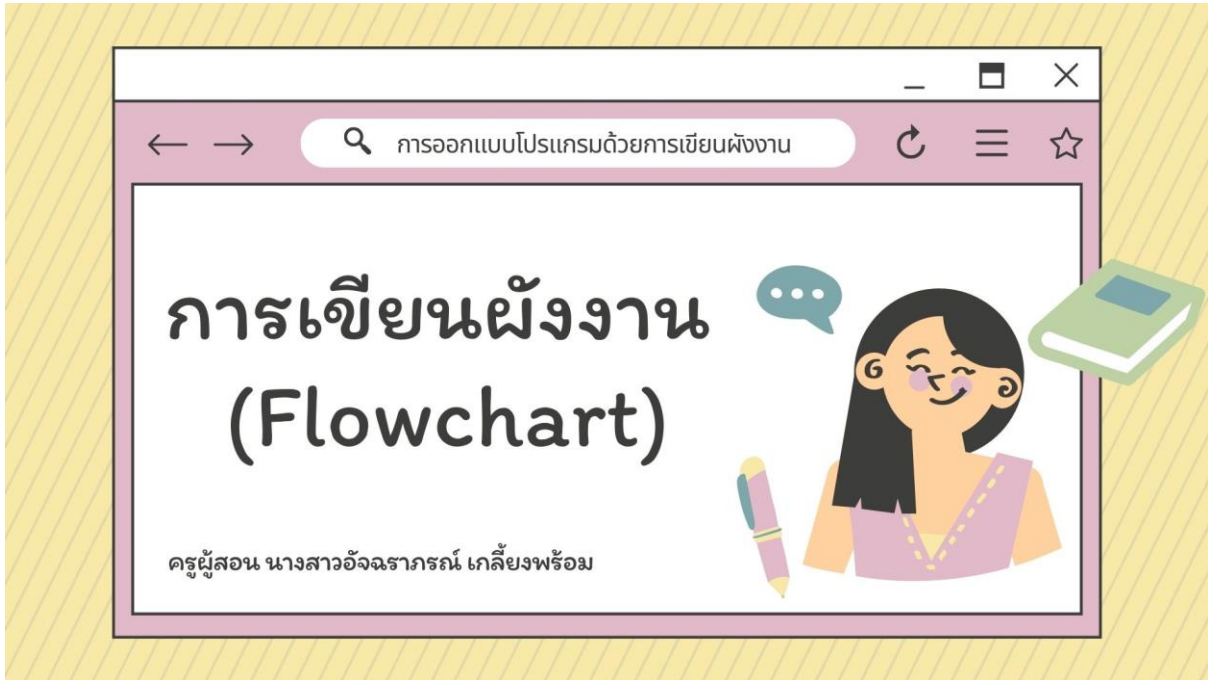 การออกแบบโปรแกรมด้วยการเขียนผังงาน
การเขียนผังงาน
(Flowchart)
ครูผู้สอน นางสาวอัจฉราภรณ์ เกลี้ยงพร้อม